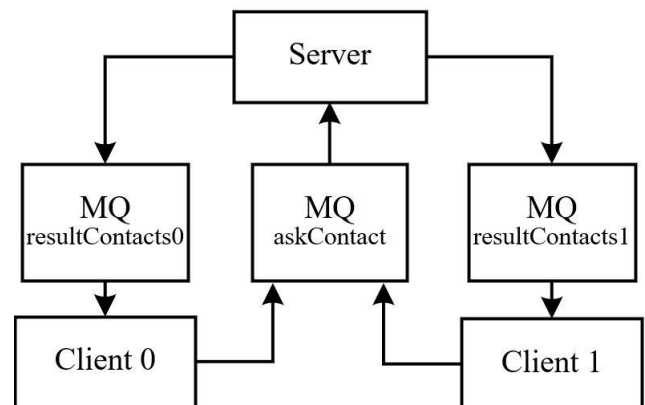 Server
MQ
resultContacts0
MQ
askContact
MQ
resultContacts1
Client 0
Client 1